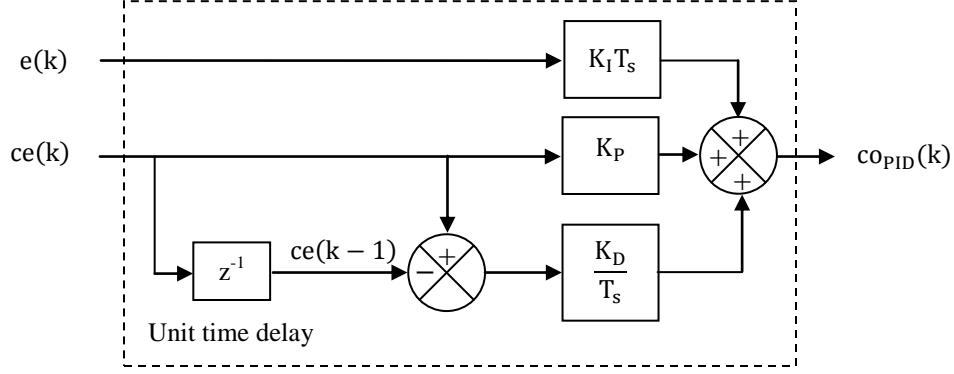 e(k)
K_I T_s
ce(k)
K_P
+
+
+
co_PID(k)
z^-1
ce(k − 1)
−
+
K_D
T_s
Unit time delay